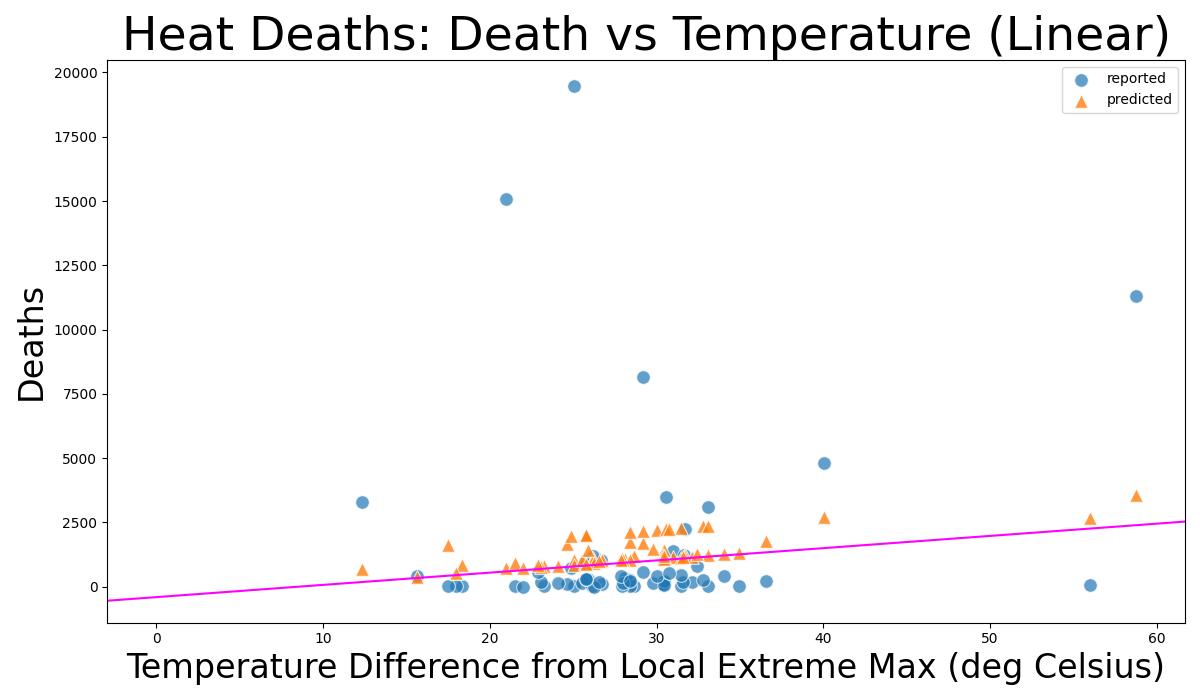 Heat Deaths: Death vs Temperature (Linear)
reported
predicted
20000
17500
15000
12500
10000
7500
5000
2500
0
Deaths
0 10 20 30 40 50 60
Temperature Difference from Local Extreme Max (deg Celsius)